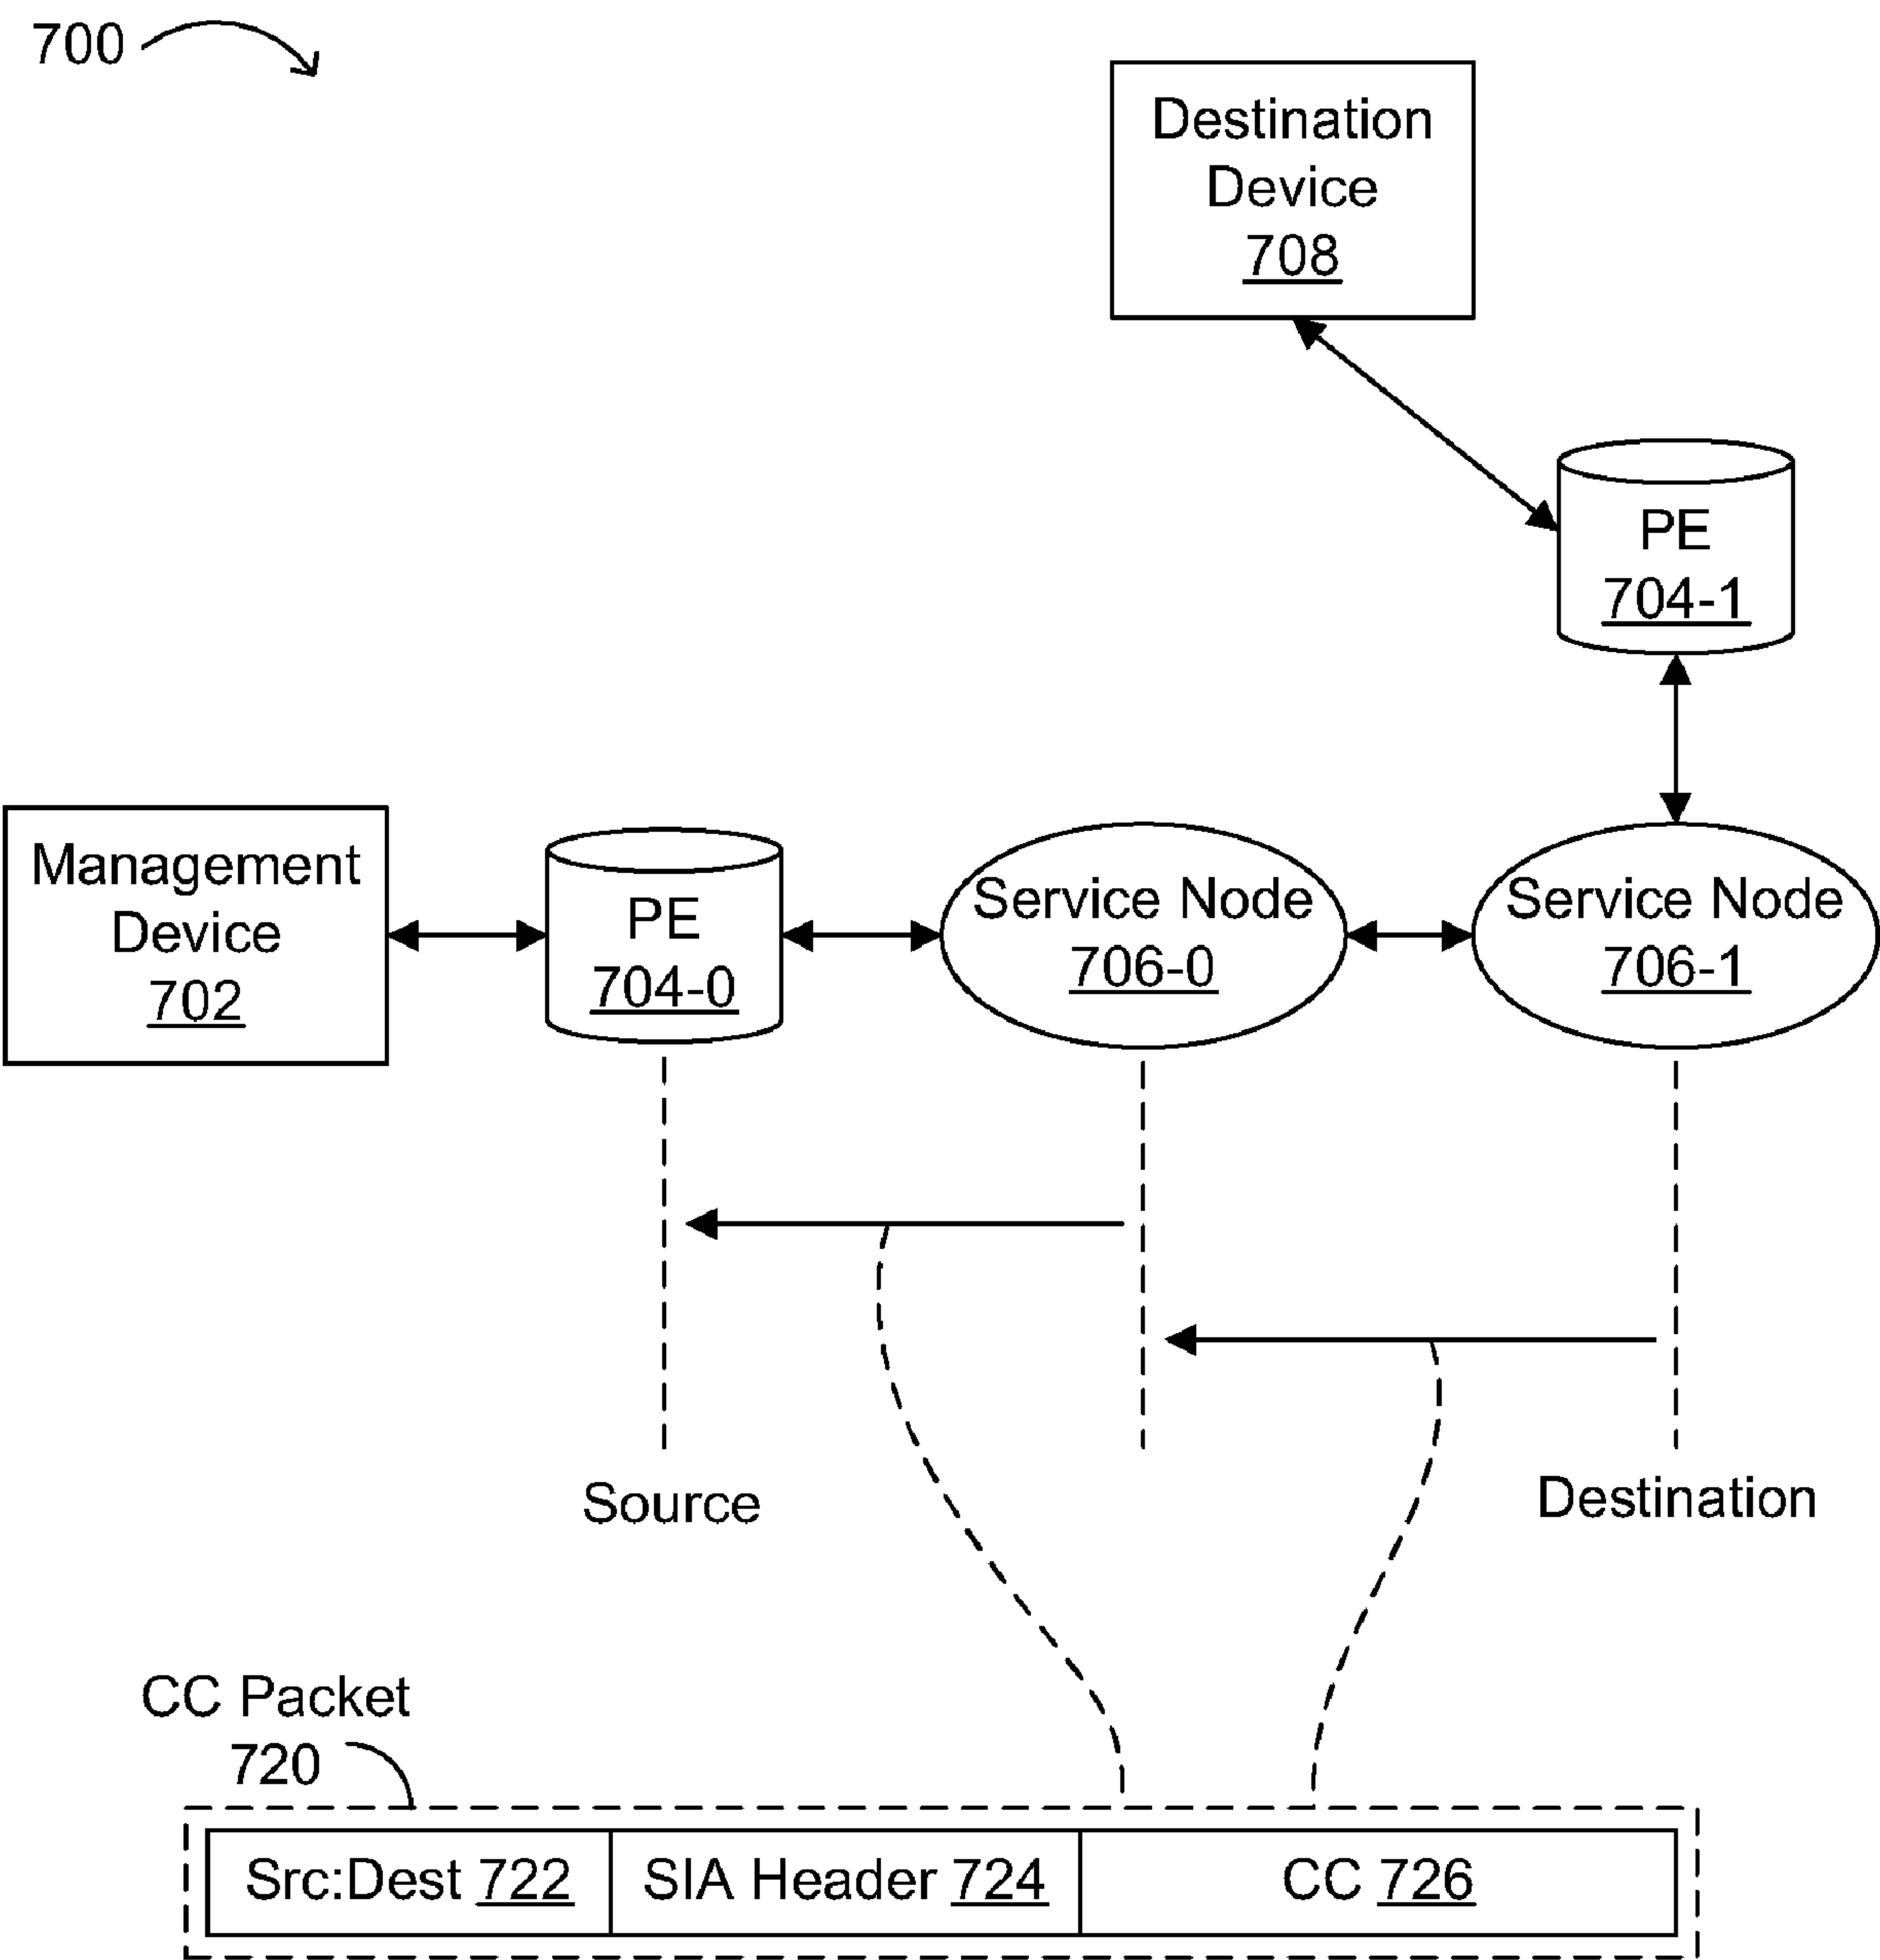 700
Destination
Device
708
PE
704-1
Management
Device
702
PE
704-0
Service Node
706-0
Service Node
706-1
Source
Destination
CC Packet
720
Src:Dest 722
SIA Header 724
CC 726